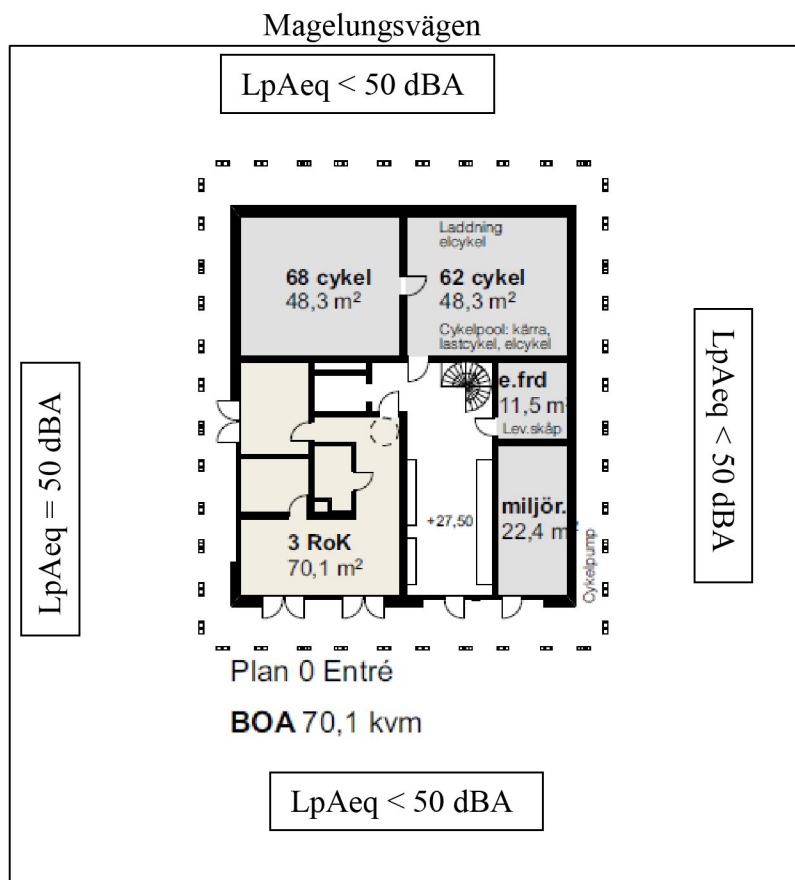 Magelungsvägen
LpAeq < 50 dBA
Laddning
elcykel
68 cykel
48,3 m²
62 cykel
48,3 m²
Cykelpool: kärra,
lastcykel, elcykel
e.frd
11,5 m²
Lev.skåp
LpAeq = 50 dBA
LpAeq < 50 dBA
+27,50
miljör.
22,4 m²
3 RoK
70,1 m²
Cykelpump
Plan 0 Entré
BOA 70,1 kvm
LpAeq < 50 dBA